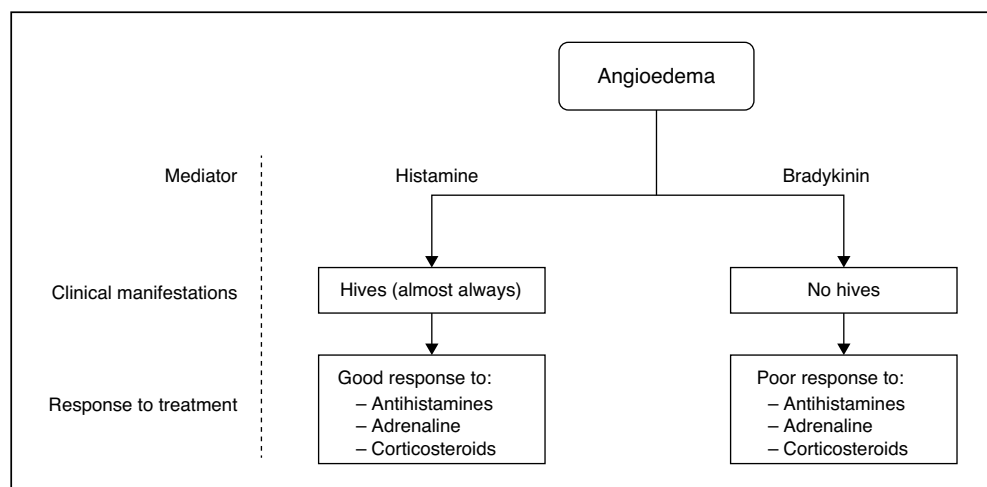 Angioedema
Mediator
Histamine
Bradykinin
Clinical manifestations
Hives (almost always)
No hives
Response to treatment
Good response to:
– Antihistamines
– Adrenaline
– Corticosteroids
Poor response to:
– Antihistamines
– Adrenaline
– Corticosteroids